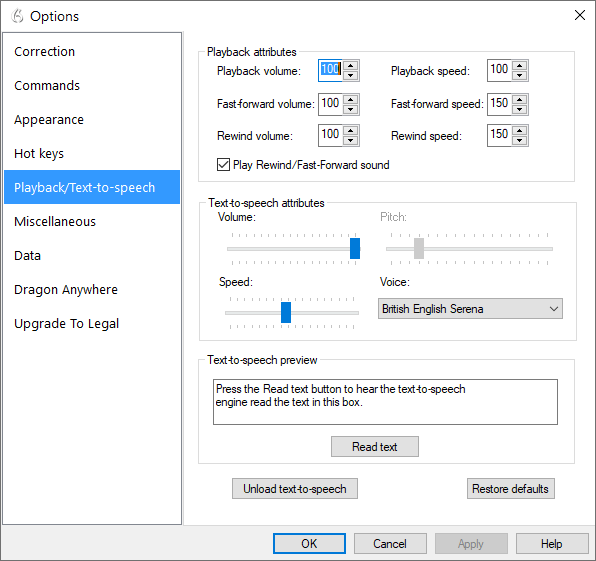 Options
Correction
Commands
Appearance
Hot keys
Playback/Text-to-speech
Miscellaneous
Data
Dragon Anywhere
Upgrade To Legal
Playback attributes
Playback volume: 100 Playback speed: 100
Fast-forward volume: 100 Fast-forward speed: 150
Rewind volume: 100 Rewind speed: 150
Play Rewind/Fast-Forward sound
Text-to-speech attributes
Volume: Pitch:
Speed: Voice:
British English Serena
Text-to-speech preview
Press the Read text button to hear the text-to-speech
engine read the text in this box.
Read text
Unload text-to-speech Restore defaults
OK Cancel Apply Help